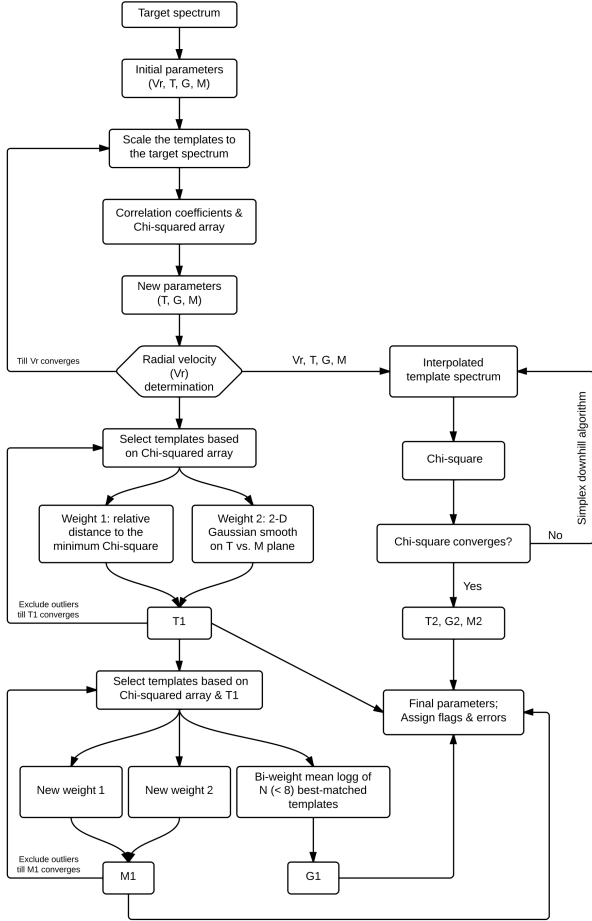 Target spectrum
Initial parameters
(Vr, T, G, M)
Scale the templates to
the target spectrum
Correlation coefficients &
Chi-squared array
New parameters
(T, G, M)
Till Vr converges
Radial velocity
(Vr)
determination
Vr, T, G, M
Interpolated
template spectrum
Simplex downhill algorithm
Select templates based
on Chi-squared array
Chi-square
Weight 1: relative
distance to the
minimum Chi-square
Weight 2: 2-D
Gaussian smooth
on T vs. M plane
Chi-square converges?
No
Yes
Exclude outliers
till T1 converges
T1
T2, G2, M2
Select templates based on
Chi-squared array & T1
Final parameters;
Assign flags & errors
New weight 1
New weight 2
Bi-weight mean logg of
N (< 8) best-matched
templates
Exclude outliers
till M1 converges
M1
G1